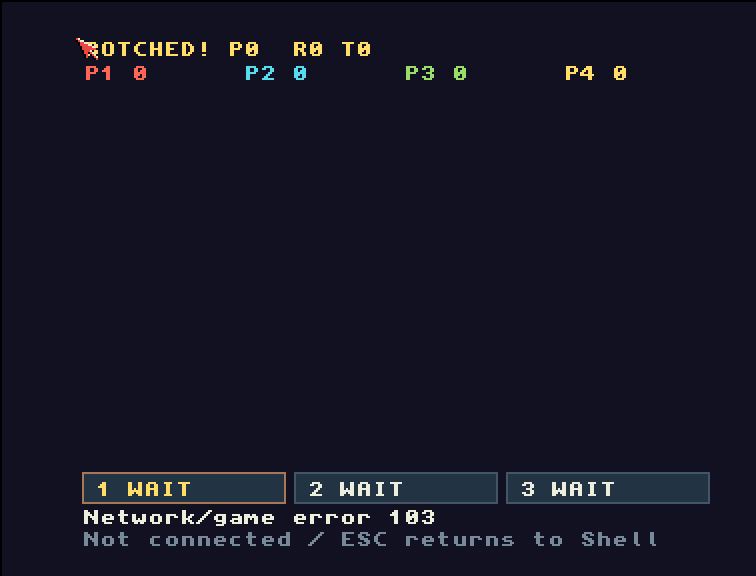 BOTCHED! P0 R0 T0
P1 0 P2 0 P3 0 P4 0
1 WAIT 2 WAIT 3 WAIT
Network/game error 103
Not connected / ESC returns to Shell